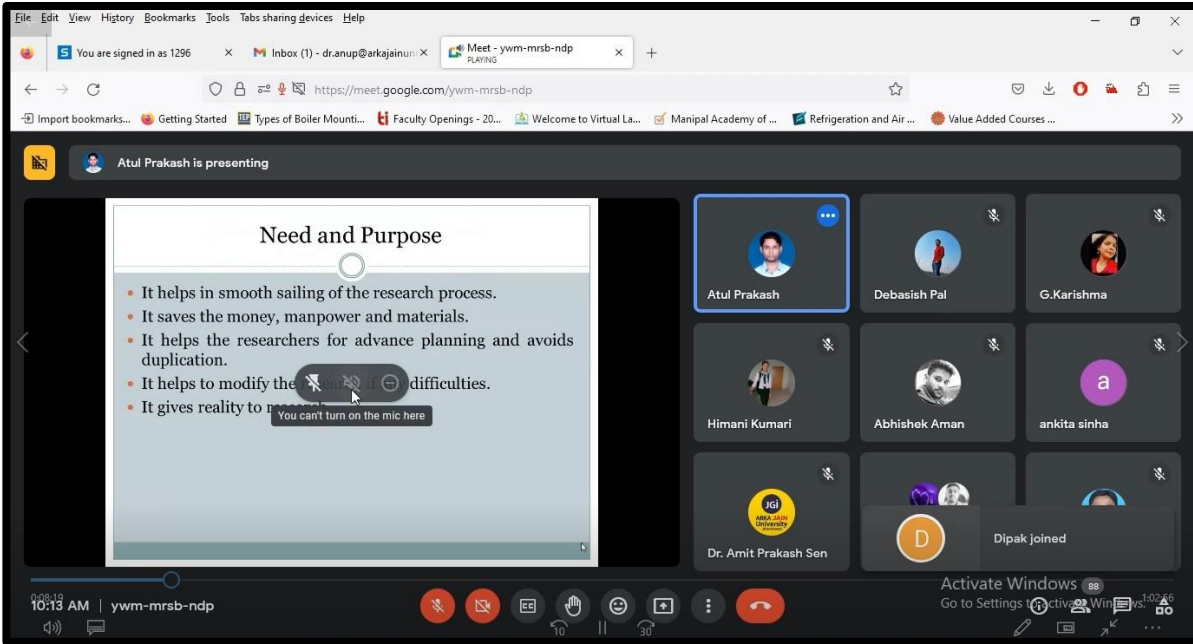 File Edit View History Bookmarks Tools Tabs sharing devices Help
S You are signed in as 1296
Inbox (1) - dr.anup@arkajainun
Meet - ywm-mrsb-ndp
PLAYING
https://meet.google.com/ywm-mrsb-ndp
Import bookmarks... Getting Started Types of Boiler Mounti... Faculty Openings - 20... Welcome to Virtual La... Manipal Academy of ... Refrigeration and Air ... Value Added Courses ...
Atul Prakash is presenting
Need and Purpose
• It helps in smooth sailing of the research process.
• It saves the money, manpower and materials.
• It helps the researchers for advance planning and avoids
duplication.
• It helps to modify the difficulties.
• It gives reality to
You can't turn on the mic here
Atul Prakash
Debasish Pal
G.Karishma
Himani Kumari
Abhishek Aman
a
ankita sinha
JGi
ARKA JAIN
University
Dr. Amit Prakash Sen
D
Dipak joined
Activate Windows
88
0:08:19
10:13 AM | ywm-mrsb-ndp
CC
Go to Settings to activate Windows.
1:02:56
10
30